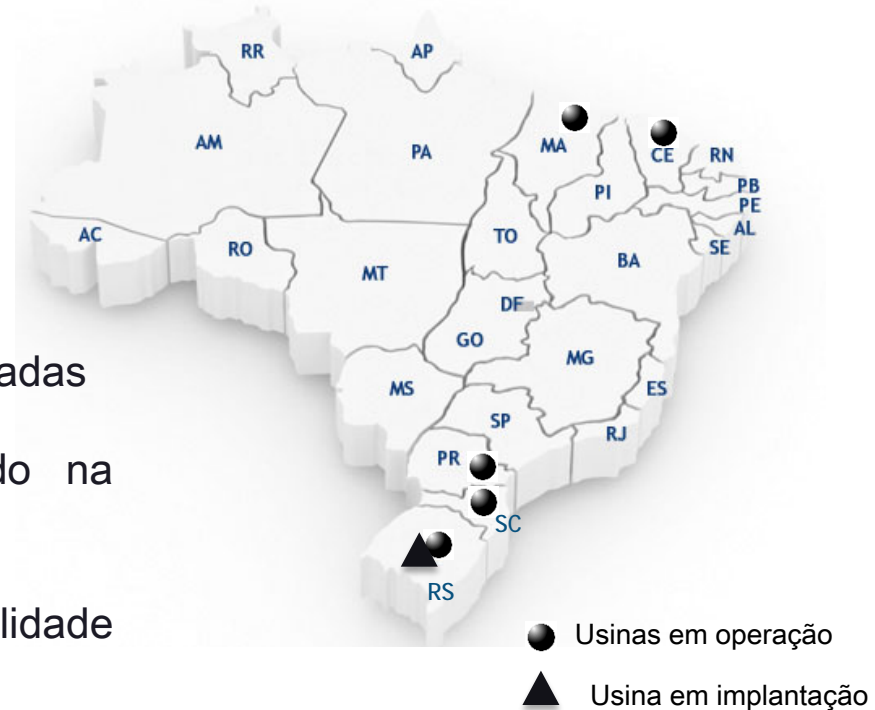 RR
AP
AM
PA
MA
CE
RN
PB
PE
AL
SE
PI
AC
RO
TO
MT
BA
DF
GO
MG
MS
ES
SP
RJ
PR
SC
RS
adas
do na
lidade
Usinas em operação
Usina em implantação